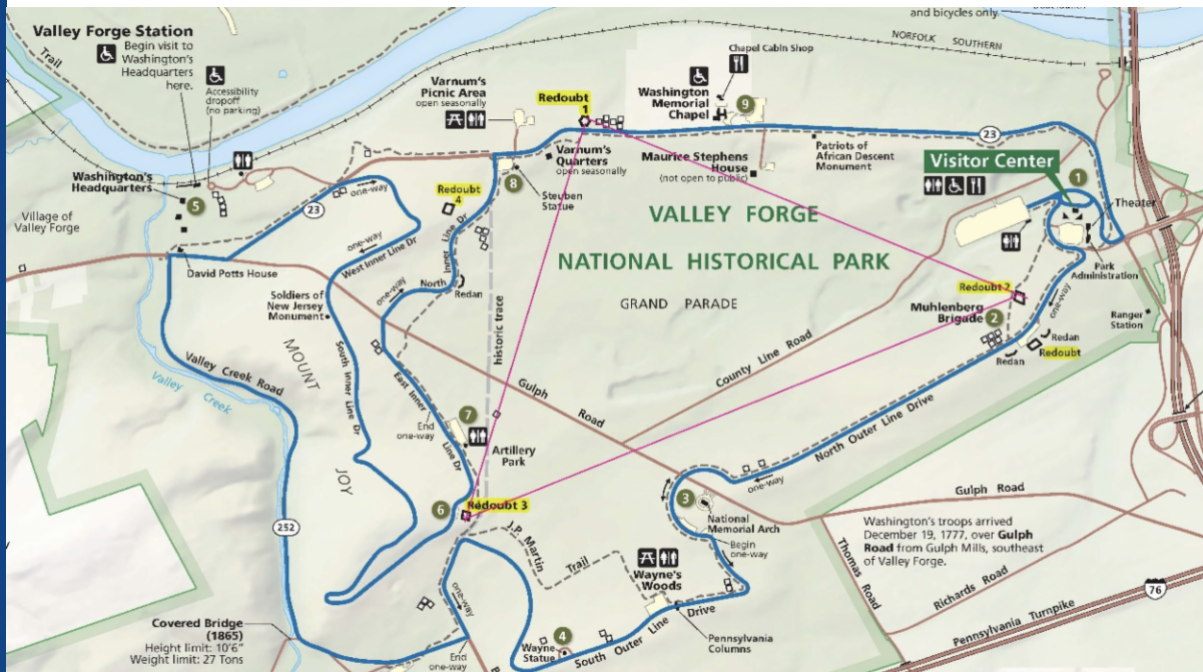 and bicycles only.
NORFOLK SOUTHERN
Valley Forge Station
Begin visit to
Washington's
Headquarters
here.
Trail
Accessibility
dropoff
(no parking)
Varnum's
Picnic Area
open seasonally
Redoubt
1
Chapel Cabin Shop
Washington
Memorial
Chapel
9
23
Patriots of
African Descent
Monument
Visitor Center
1
Theater
Park
Administration
Washington's
Headquarters
5
Village of
Valley Forge
one-way
23
Redoubt
4
8
Varnum's
Quarters
open seasonally
Steuben
Statue
Maurice Stephens
House
(not open to public)
VALLEY FORGE
NATIONAL HISTORICAL PARK
GRAND PARADE
David Potts House
one-way
West Inner Line Dr
North Inner Line Dr
Redan
one-way
Soldiers of
New Jersey
Monument
MOUNT
JOY
South Inner Line Dr
historic trace
Redoubt 2
Muhlenberg
Brigade
2
one-way
Redan
Redan
Redoubt
Ranger
Station
County Line Road
Gulph Road
North Outer Line Drive
Valley Creek Road
Valley Creek
East Inner Line Dr
End
one-way
7
Artillery
Park
6
Redoubt 3
3
one-way
National
Memorial Arch
Begin
one-way
Gulph Road
Washington's troops arrived
December 19, 1777, over Gulph
Road from Gulph Mills, southeast
of Valley Forge.
Thomas Road
Richards Road
Pennsylvania Turnpike
76
252
J.P. Martin Trail
Wayne's
Woods
one-way
4
Wayne
Statue
South Outer Line Drive
Pennsylvania
Columns
Covered Bridge
(1865)
Height limit: 10'6"
Weight limit: 27 Tons
End
one-way